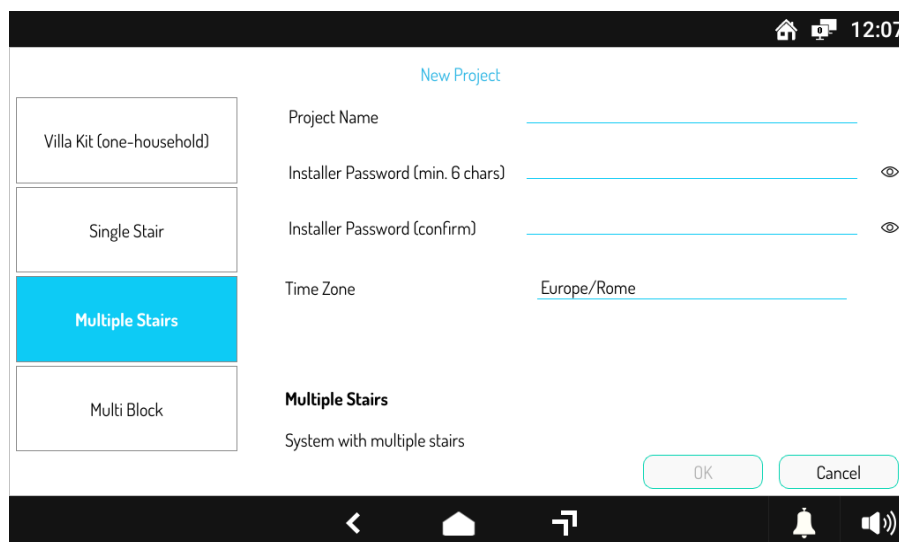 12:07
New Project
Villa Kit (one-household)
Single Stair
Multiple Stairs
Multi Block
Project Name
Installer Password (min. 6 chars)
Installer Password (confirm)
Time Zone
Europe/Rome
Multiple Stairs
System with multiple stairs
OK
Cancel